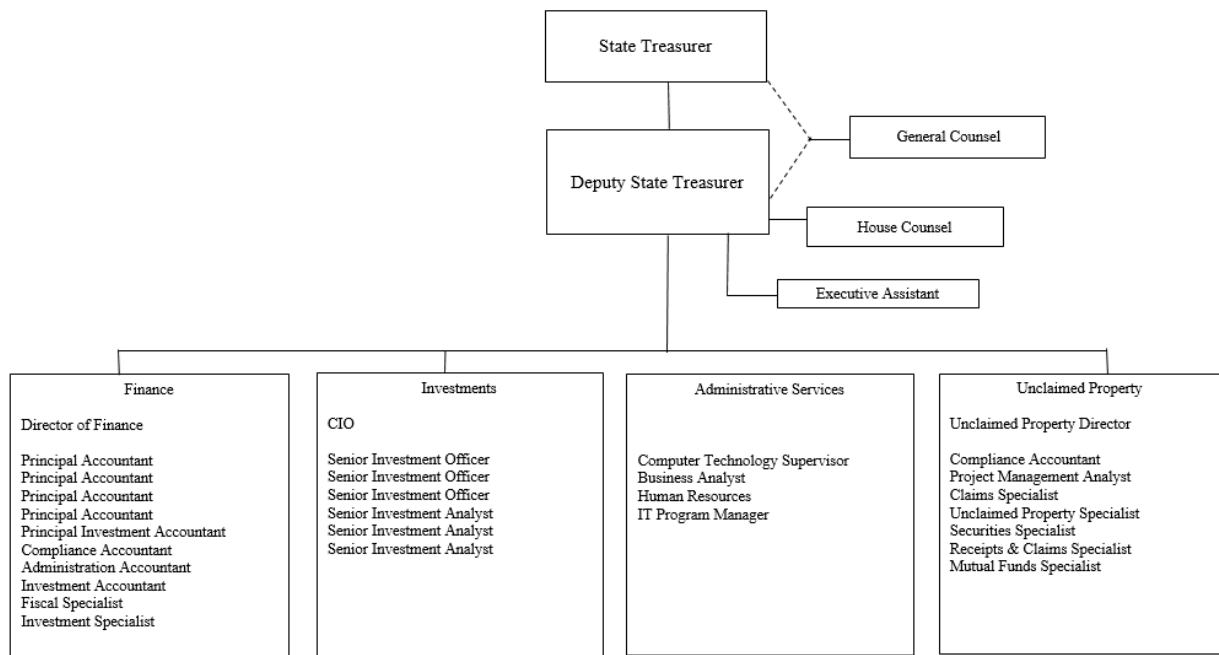 State Treasurer
General Counsel
Deputy State Treasurer
House Counsel
Executive Assistant
Finance
Director of Finance
Principal Accountant
Principal Accountant
Principal Accountant
Principal Accountant
Principal Investment Accountant
Compliance Accountant
Administration Accountant
Investment Accountant
Fiscal Specialist
Investment Specialist
Investments
CIO
Senior Investment Officer
Senior Investment Officer
Senior Investment Officer
Senior Investment Analyst
Senior Investment Analyst
Senior Investment Analyst
Administrative Services
Computer Technology Supervisor
Business Analyst
Human Resources
IT Program Manager
Unclaimed Property
Unclaimed Property Director
Compliance Accountant
Project Management Analyst
Claims Specialist
Unclaimed Property Specialist
Securities Specialist
Receipts & Claims Specialist
Mutual Funds Specialist